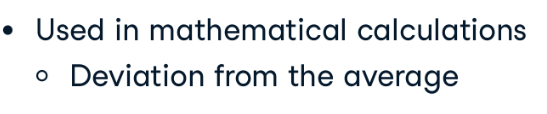 • Used in mathematical calculations
○ Deviation from the average